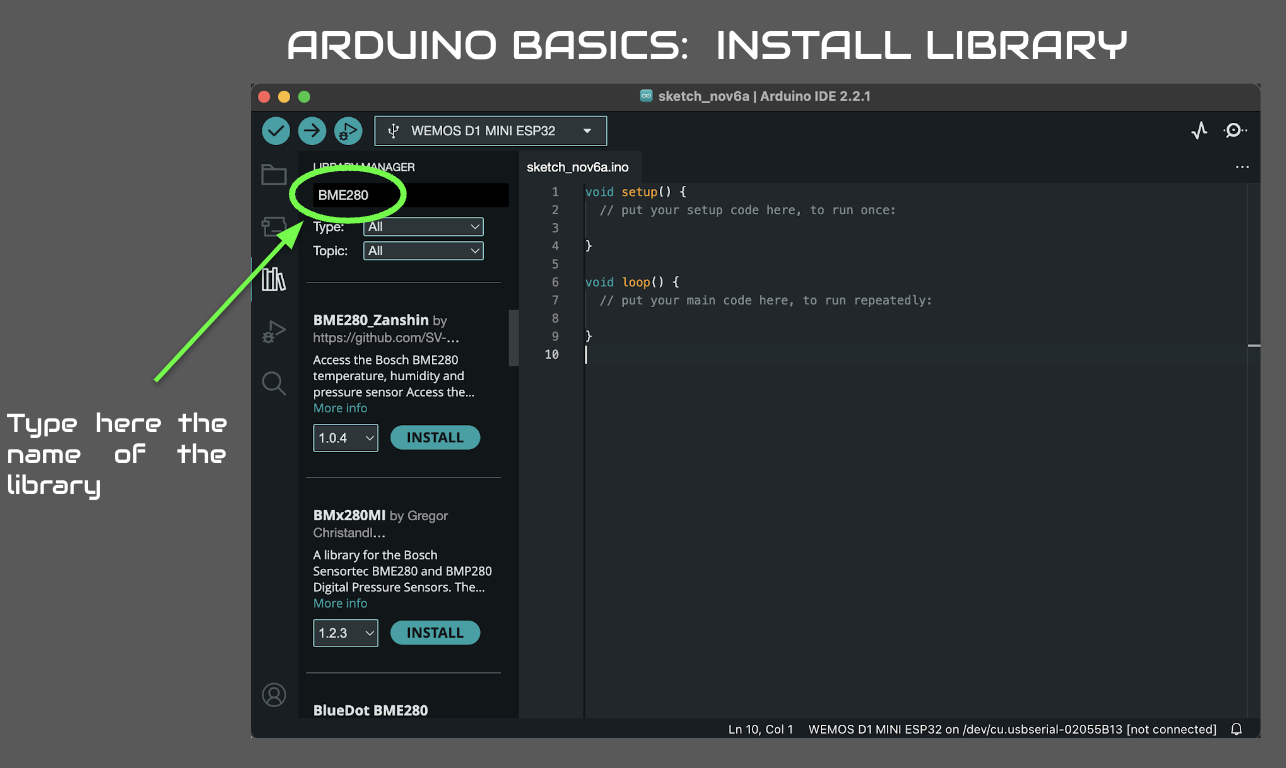 ARDUINO BASICS: INSTALL LIBRARY
sketch_nov6a | Arduino IDE 2.2.1
WEMOS D1 MINI ESP32
LIBRARY MANAGER
BME280
Type: All
Topic: All
BME280_Zanshin by
https://github.com/SV-...
Access the Bosch BME280
temperature, humidity and
pressure sensor Access the...
More info
1.0.4 INSTALL
BMx280MI by Gregor
Christandl...
A library for the Bosch
Sensortec BME280 and BMP280
Digital Pressure Sensors. The...
More info
1.2.3 INSTALL
BlueDot BME280
sketch_nov6a.ino
...
1 void setup() {
2 // put your setup code here, to run once:
3
4 }
5
6 void loop() {
7 // put your main code here, to run repeatedly:
8
9 }
10
Type here the
name of the
library
Ln 10, Col 1 WEMOS D1 MINI ESP32 on /dev/cu.usbserial-02055B13 [not connected]